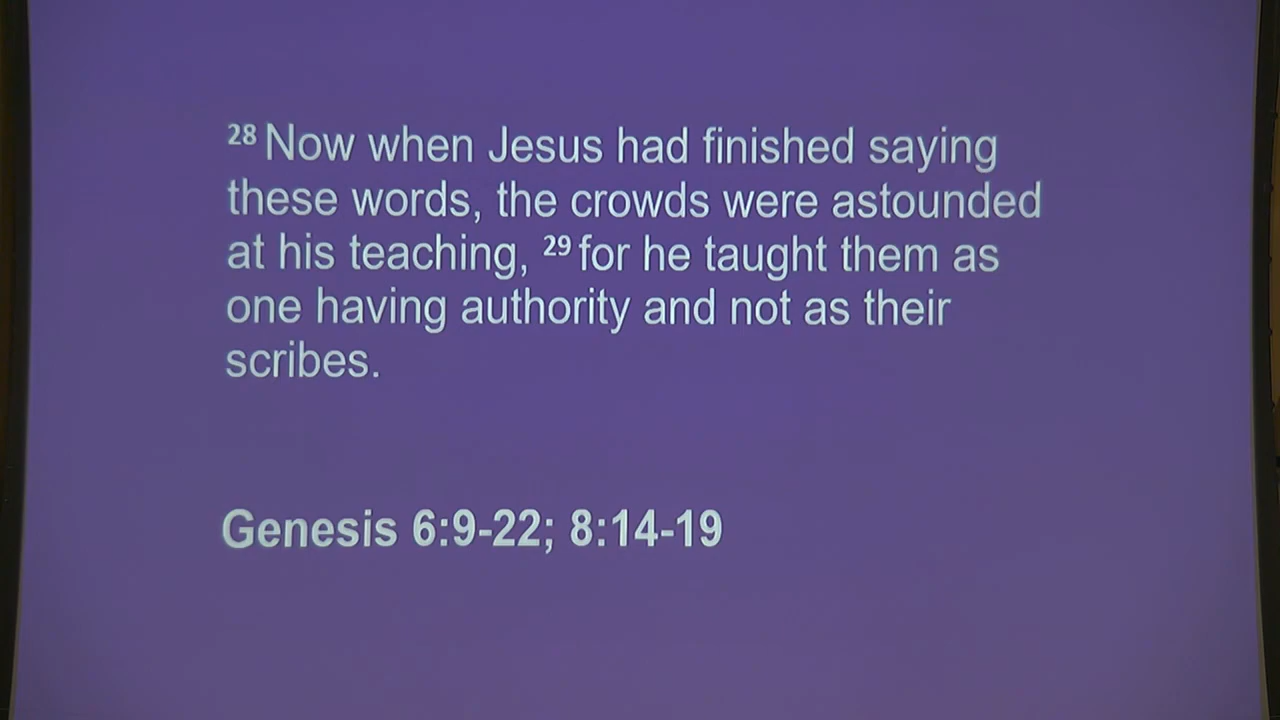 28 Now when Jesus had finished saying
these words, the crowds were astounded
at his teaching, 29 for he taught them as
one having authority and not as their
scribes.
Genesis 6:9-22; 8:14-19